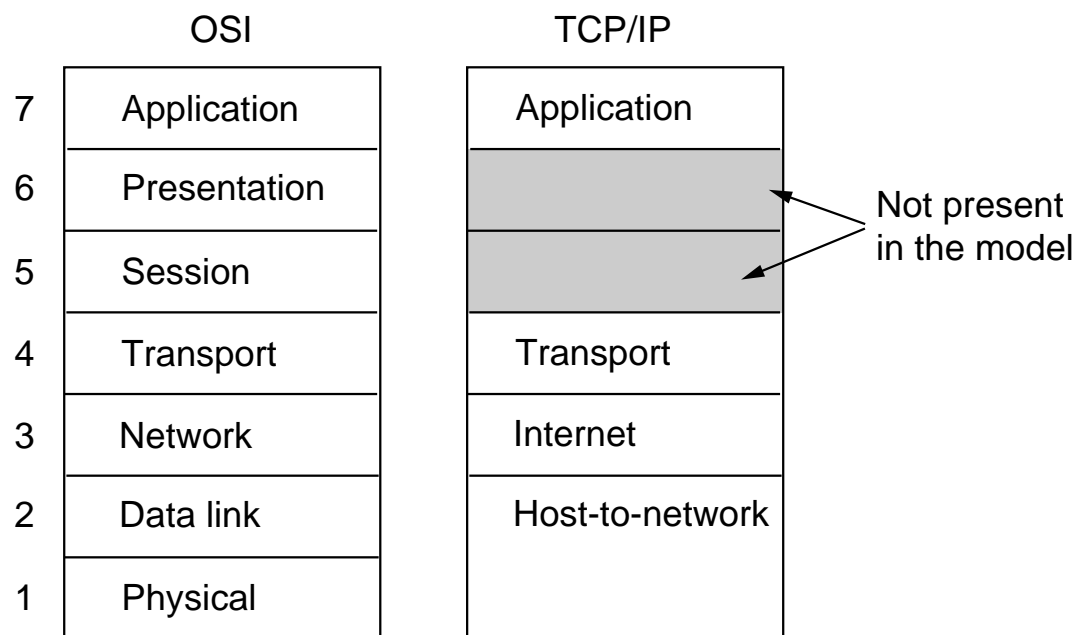 OSI TCP/IP
7 Application Application
6 Presentation
Not present
in the model
5 Session
4 Transport Transport
3 Network Internet
2 Data link Host-to-network
1 Physical